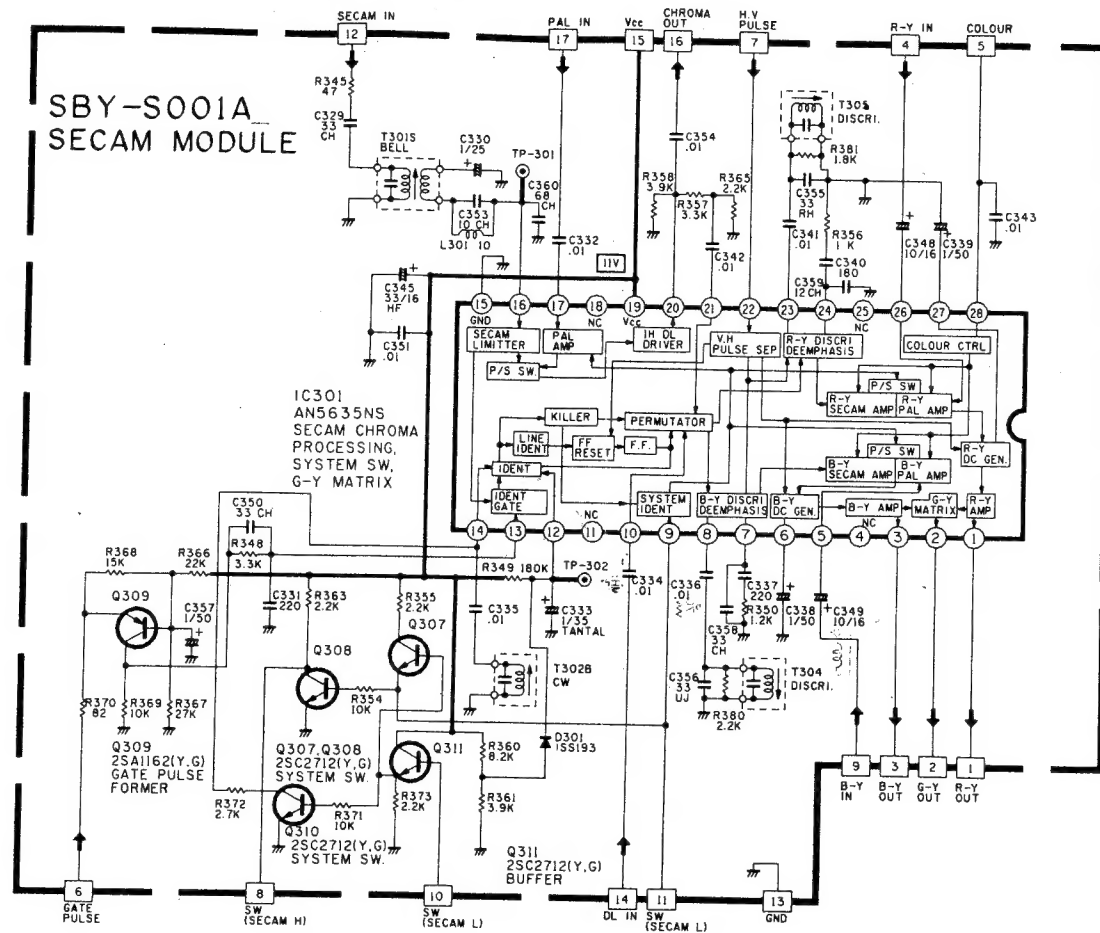 SECAM IN
12
PAL IN
17
Vcc
15
CHROMA
OUT
16
H.V
PULSE
7
R-Y IN
4
COLOUR
5
SBY-S001A
SECAM MODULE
R345
47
C329
33
CH
T301S
BELL
C330
1/25
TP-301
C360
68
CH
C353
10 CH
L301 10
C332
.01
C354
.01
R358
3.9K
R357
3.3K
R365
2.2K
C342
.01
T305
DISCRI.
R381
1.8K
C355
33
RH
C341
.01
R356
1 K
C340
180
C359
12 CH
C348
10/16
C339
1/50
C343
.01
11V
C345
33/16
HF
C351
.01
15
16
17
18
19
20
21
22
23
24
25
26
27
28
GND
NC
Vcc
NC
SECAM
LIMITTER
PAL
AMP
1H DL
DRIVER
V.H
PULSE SEP
R-Y DISCRI
DEEMPHASIS
COLOUR CTRL
P/S SW.
P/S SW
R-Y
SECAM AMP
R-Y
PAL AMP
IC301
AN5635NS
SECAM CHROMA
PROCESSING,
SYSTEM SW,
G-Y MATRIX
KILLER
PERMUTATOR
LINE
IDENT
FF
RESET
F.F.
P/S SW
B-Y
SECAM AMP
B-Y
PAL AMP
R-Y
DC GEN.
IDENT
IDENT
GATE
SYSTEM
IDENT
B-Y DISCRI
DEEMPHASIS
B-Y
DC GEN.
B-Y AMP
G-Y
MATRIX
R-Y
AMP
NC
NC
14
13
12
11
10
9
8
7
6
5
4
3
2
1
C350
33 CH
R348
3.3K
R368
15K
R366
22K
R349 180K
TP-302
C334
.01
C336
.01
C337
220
R350
1.2K
C338
1/50
C349
10/16
Q309
C357
1/50
C331
220
R363
2.2K
R355
2.2K
Q307
C335
.01
C333
1/35
TANTAL
C358
33
CH
Q308
R354
10K
T302B
CW
C356
33
UJ
T304
DISCRI.
R380
2.2K
R370
82
R369
10K
R367
27K
Q309
2SA1162(Y,G)
GATE PULSE
FORMER
Q307,Q308
2SC2712(Y,G)
SYSTEM SW.
Q311
R360
8.2K
D301
1SS193
R372
2.7K
R371
10K
R373
2.2K
R361
3.9K
Q310
2SC2712(Y,G)
SYSTEM SW.
Q311
2SC2712(Y,G)
BUFFER
9
3
2
1
B-Y
IN
B-Y
OUT
G-Y
OUT
R-Y
OUT
6
GATE
PULSE
8
SW
(SECAM H)
10
SW
(SECAM L)
14
DL IN
11
SW
(SECAM L)
13
GND